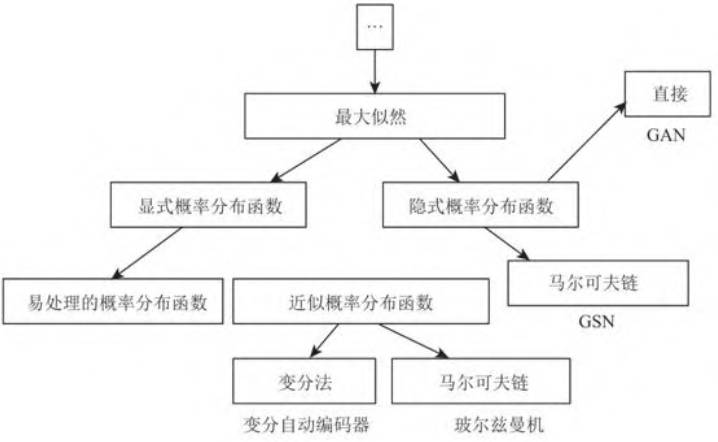 …
最大似然
直接
GAN
显式概率分布函数
隐式概率分布函数
易处理的概率分布函数
近似概率分布函数
马尔可夫链
GSN
变分法
马尔可夫链
变分自动编码器
玻尔兹曼机